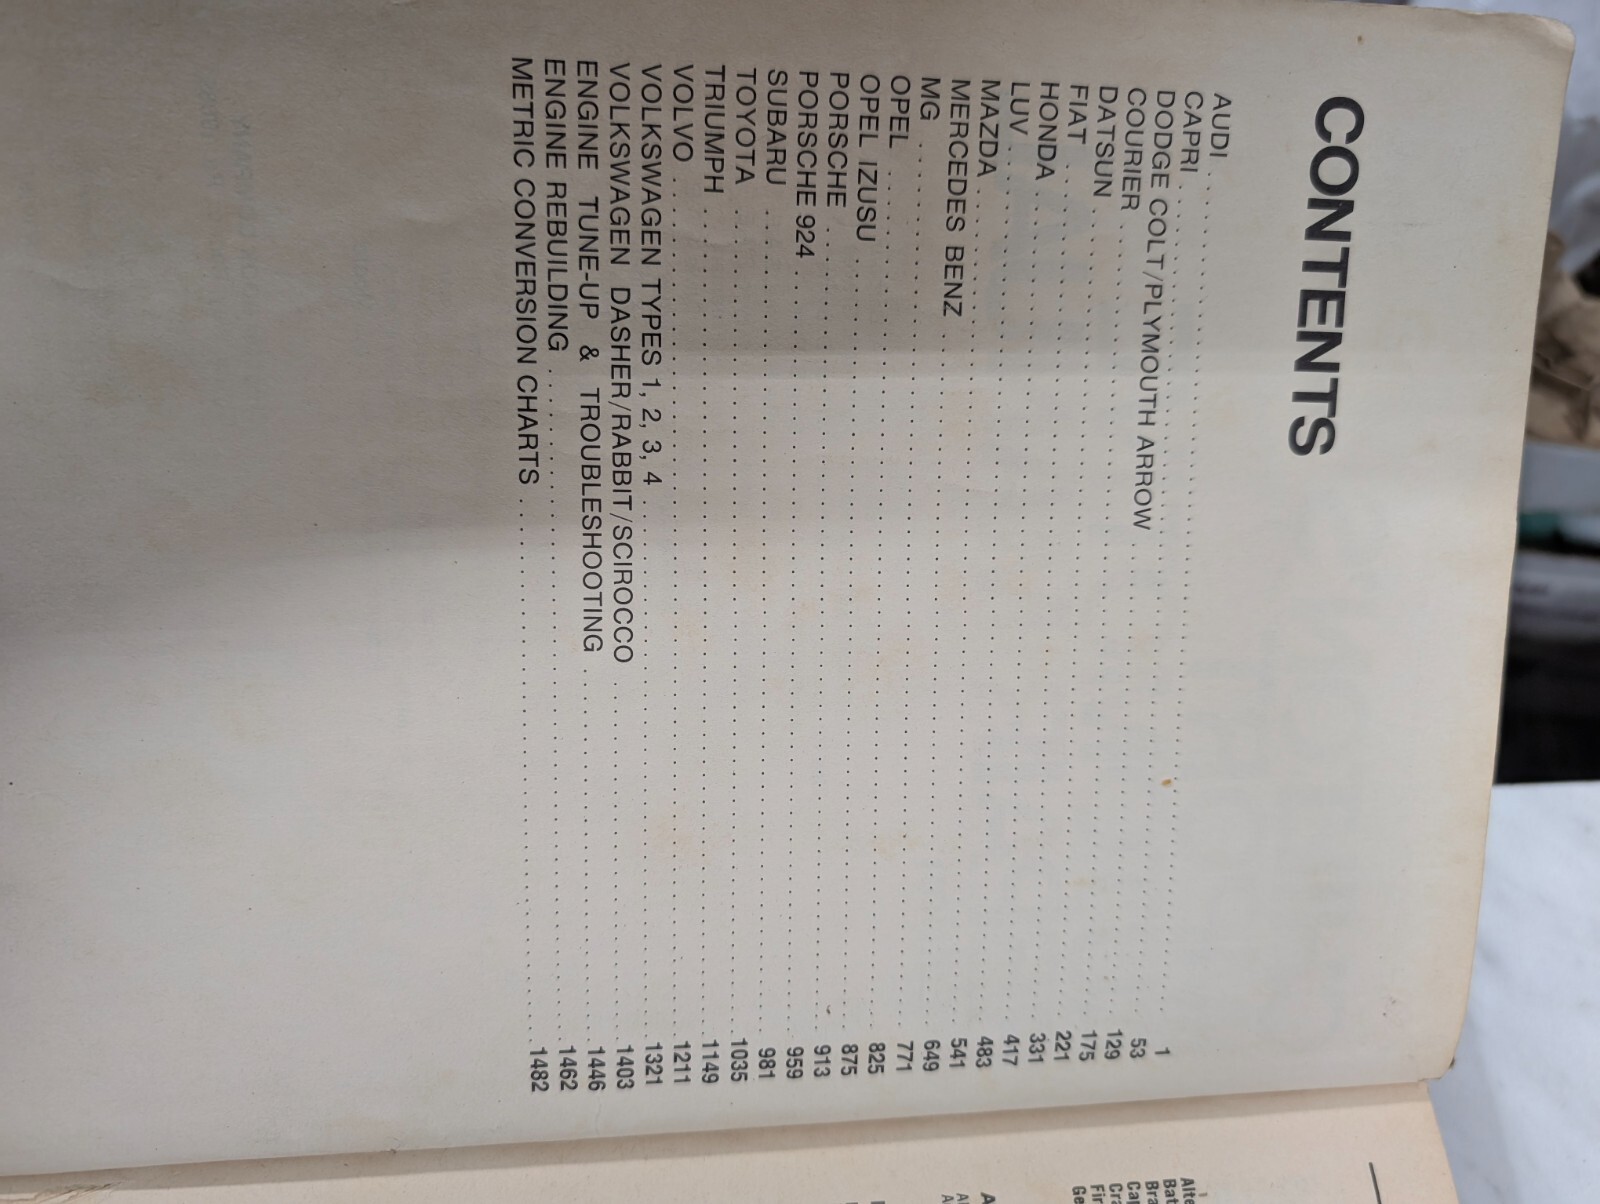 CONTENTS
AUDI . . . . . . . . . . . . . . . . . . . . 1
CAPRI . . . . . . . . . . . . . . . . . . . . 53
DODGE COLT/PLYMOUTH ARROW . . . . . . . . . . . . . . . . . . . . 129
COURIER . . . . . . . . . . . . . . . . . . . . 175
DATSUN . . . . . . . . . . . . . . . . . . . . 221
FIAT . . . . . . . . . . . . . . . . . . . . 331
HONDA . . . . . . . . . . . . . . . . . . . . 417
LUV . . . . . . . . . . . . . . . . . . . . 483
MAZDA . . . . . . . . . . . . . . . . . . . . 541
MERCEDES BENZ . . . . . . . . . . . . . . . . . . . . 649
MG . . . . . . . . . . . . . . . . . . . . 771
OPEL . . . . . . . . . . . . . . . . . . . . 825
OPEL IZUSU . . . . . . . . . . . . . . . . . . . . 875
PORSCHE . . . . . . . . . . . . . . . . . . . . 913
PORSCHE 924 . . . . . . . . . . . . . . . . . . . . 959
SUBARU . . . . . . . . . . . . . . . . . . . . 981
TOYOTA . . . . . . . . . . . . . . . . . . . . 1035
TRIUMPH . . . . . . . . . . . . . . . . . . . . 1149
VOLVO . . . . . . . . . . . . . . . . . . . . 1211
VOLKSWAGEN TYPES 1, 2, 3, 4 . . . . . . . . . . . . . . . . . . . . 1321
VOLKSWAGEN DASHER/RABBIT/SCIROCCO . . . . . . . . . . . . . . . . . . . . 1403
ENGINE TUNE-UP & TROUBLESHOOTING . . . . . . . . . . . . . . . . . . . . 1446
ENGINE REBUILDING . . . . . . . . . . . . . . . . . . . . 1462
METRIC CONVERSION CHARTS . . . . . . . . . . . . . . . . . . . . 1482